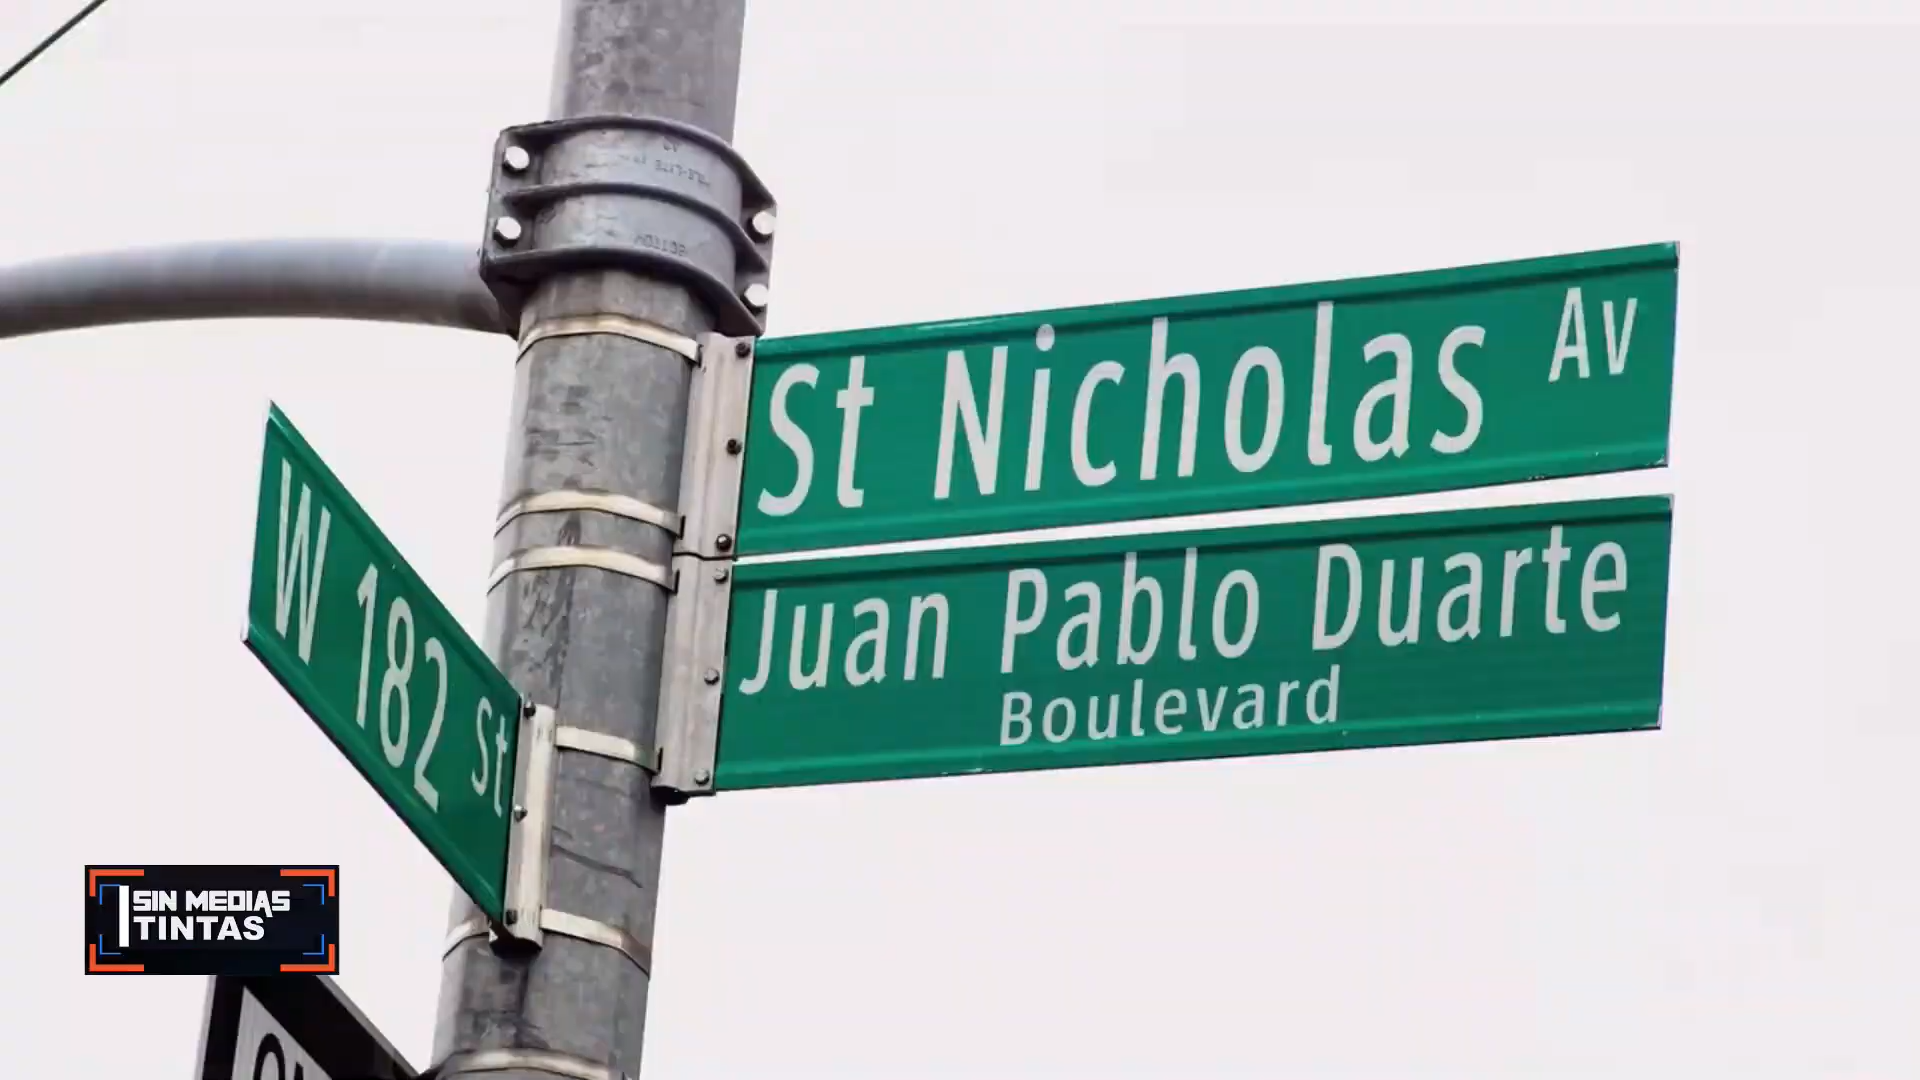 St Nicholas Av
Juan Pablo Duarte
Boulevard
W 182 St
SIN MEDIAS
TINTAS